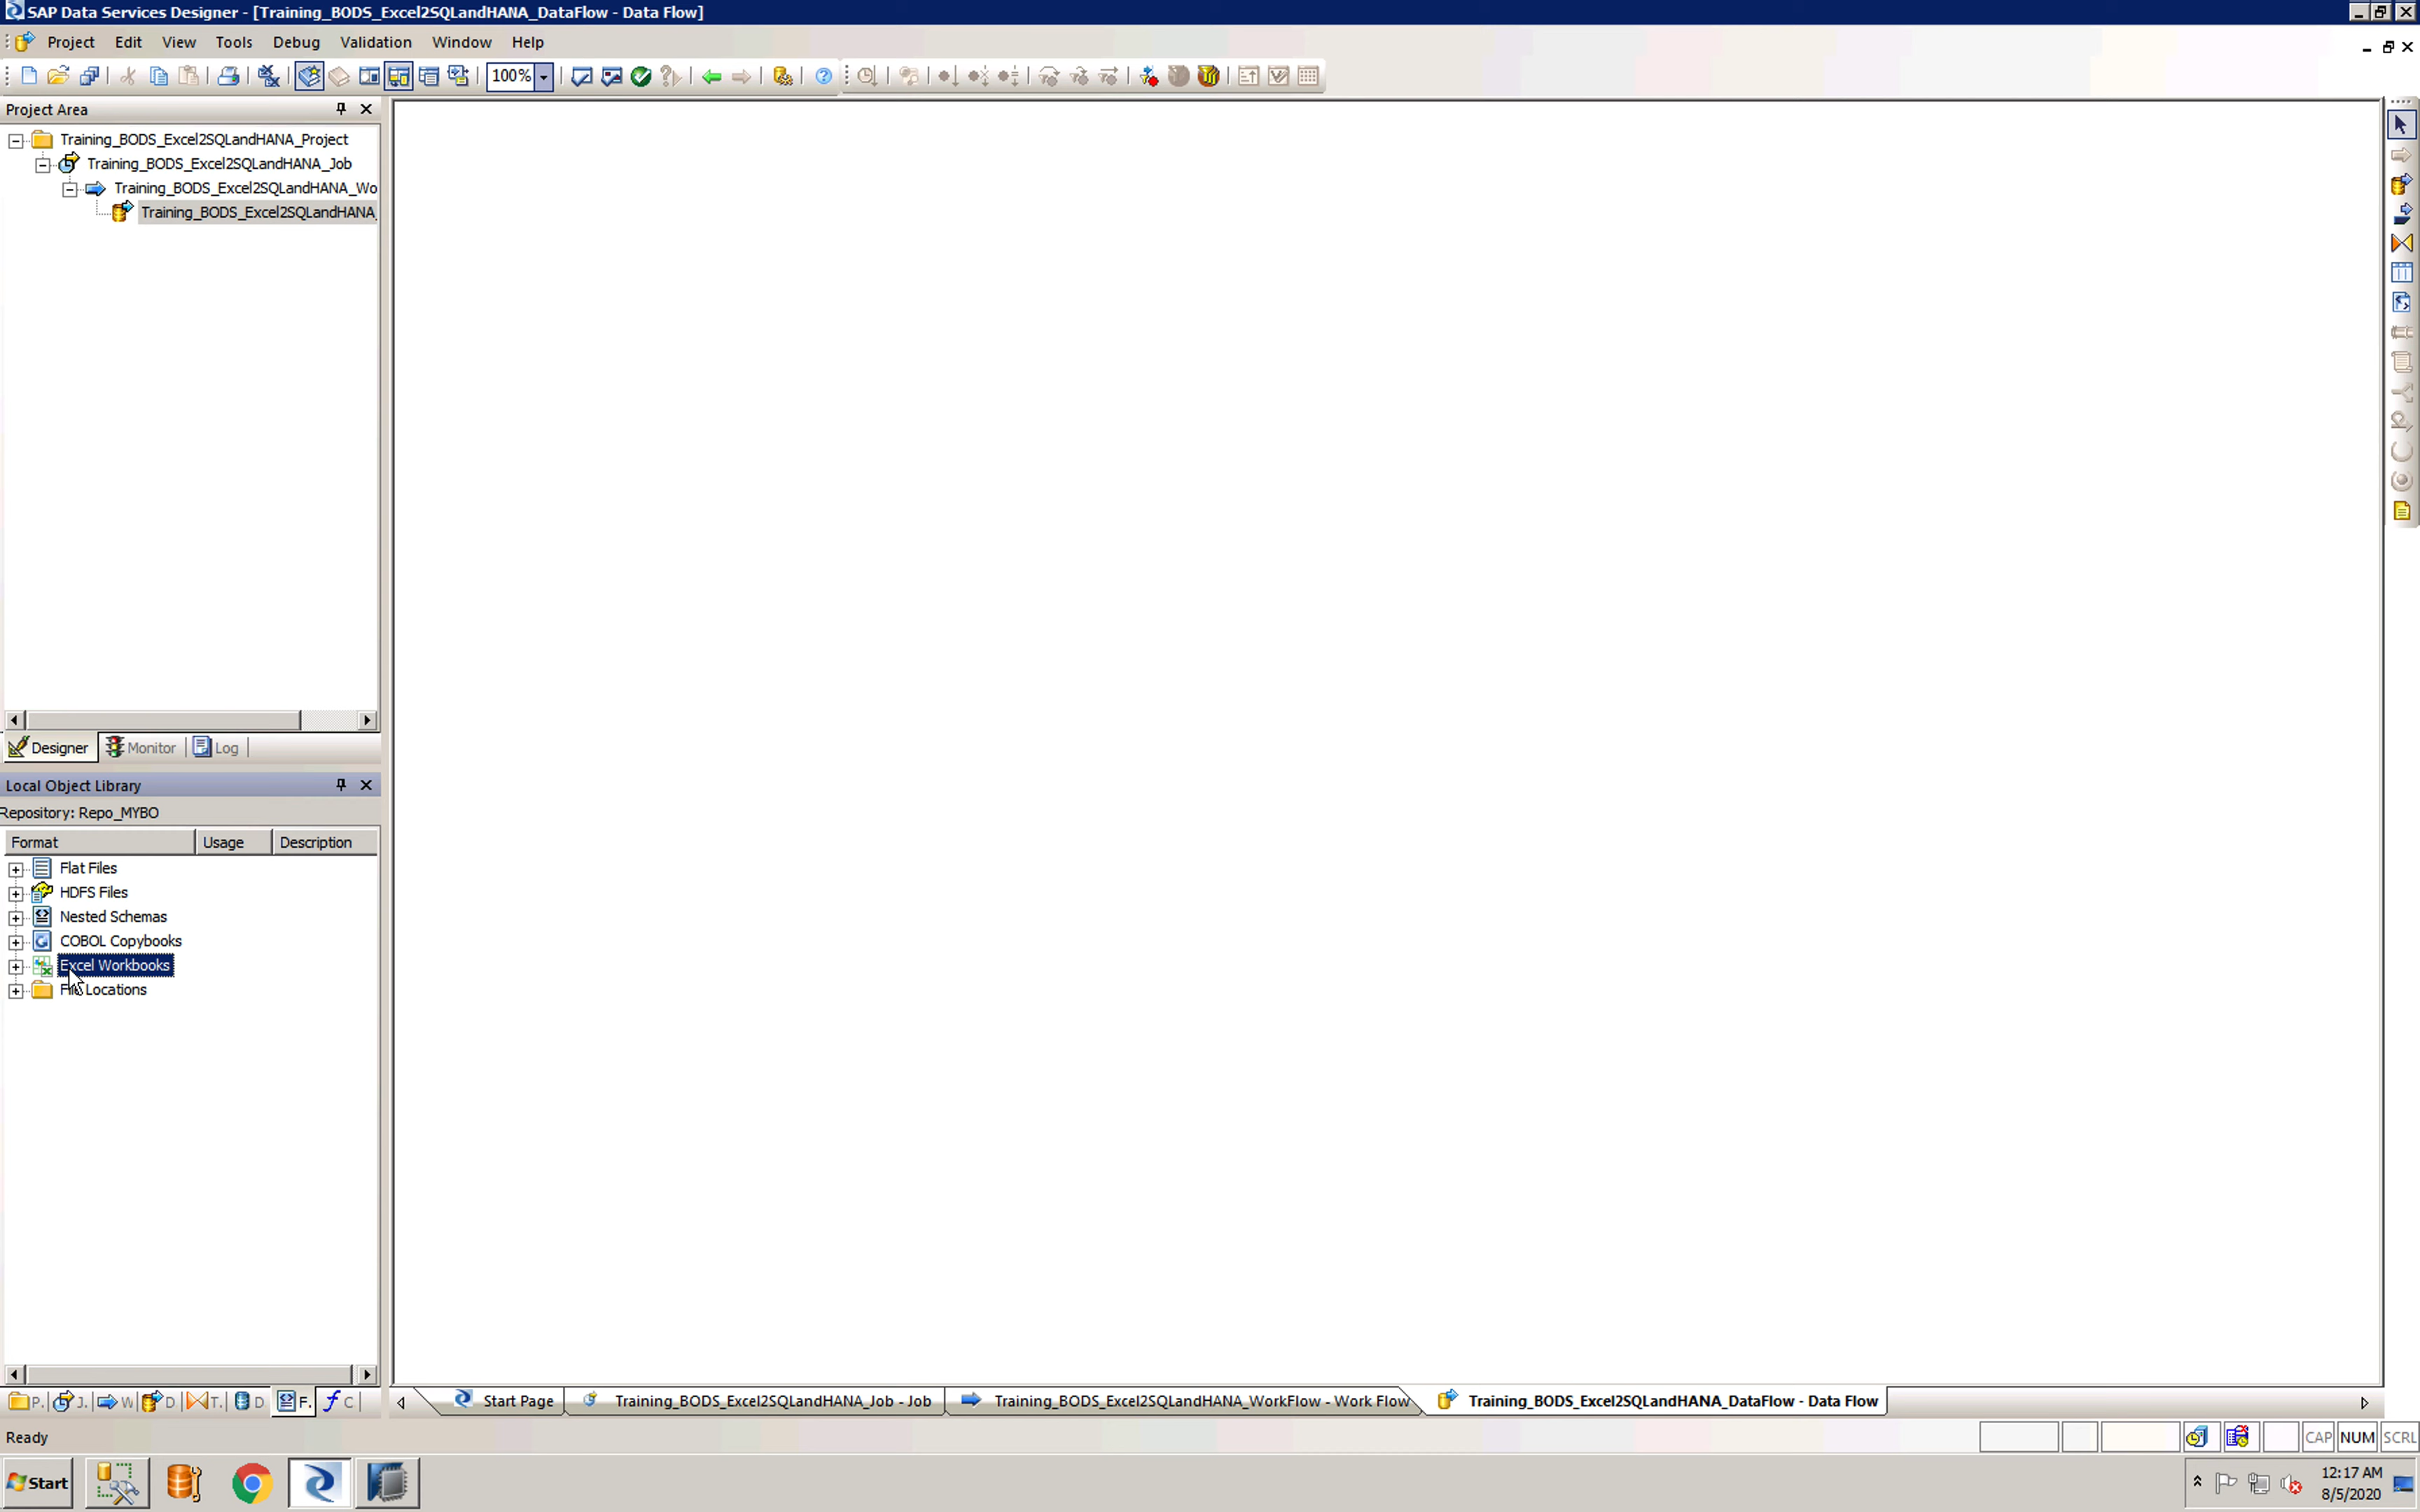 SAP Data Services Designer - [Training_BODS_Excel2SQLandHANA_DataFlow - Data Flow]
Project Edit View Tools Debug Validation Window Help
100%
Project Area
Training_BODS_Excel2SQLandHANA_Project
Training_BODS_Excel2SQLandHANA_Job
Training_BODS_Excel2SQLandHANA_Wo
Training_BODS_Excel2SQLandHANA_
Designer Monitor Log
Local Object Library
Repository: Repo_MYBO
Format Usage Description
Flat Files
HDFS Files
Nested Schemas
COBOL Copybooks
Excel Workbooks
Locations
P. J. W D T. D F. C
Start Page Training_BODS_Excel2SQLandHANA_Job - Job Training_BODS_Excel2SQLandHANA_WorkFlow - Work Flow Training_BODS_Excel2SQLandHANA_DataFlow - Data Flow
Ready CAP NUM SCRL
Start 12:17 AM
8/5/2020